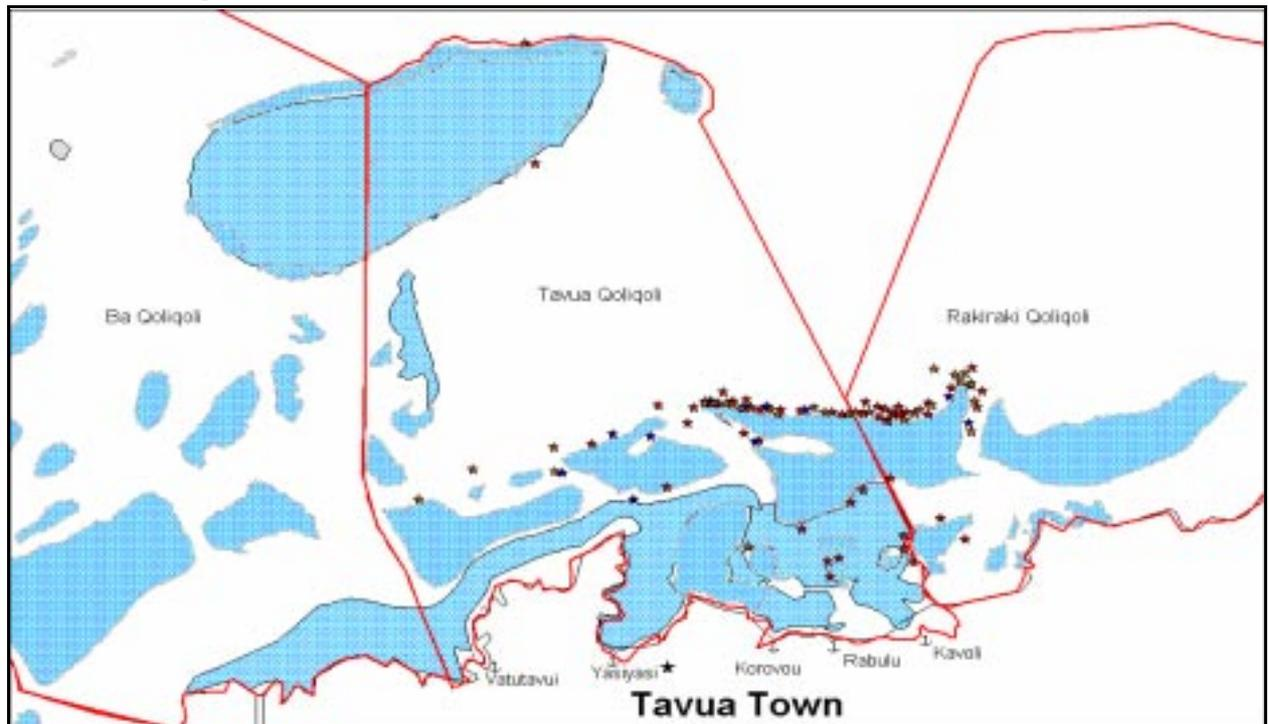 Tavua Qoliqoli
Ba Qoliqoli
Rakiraki Qoliqoli
Vatutavui
Yasiyasi
Korovou
Rabulu
Kavoli
Tavua Town